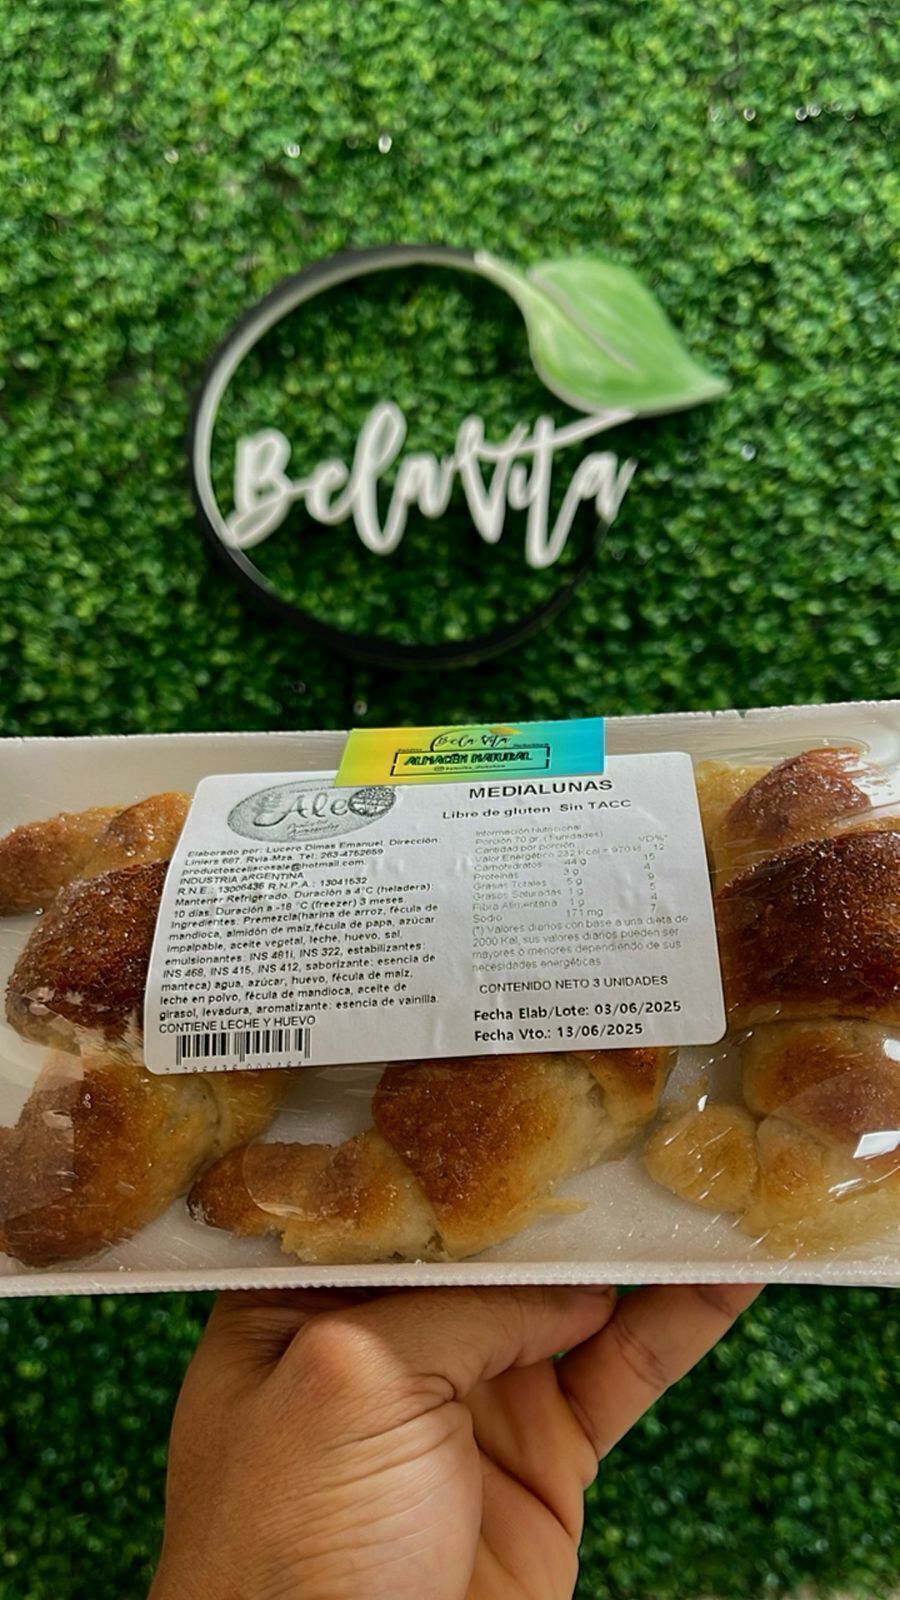 BelaVita
Bela Vita
ALMACÉN NATURAL
Ale
MEDIALUNAS
Libre de gluten Sin TACC
Elaborado por: Lucero Dimas Emanuel. Dirección:
Liniers 687, Rvia-Mza. Tel: 263-4752659
productosceliacosale@hotmail.com
INDUSTRIA ARGENTINA
R.N.E.: 13006436 R.N.P.A.: 13041532
Mantener Refrigerado. Duración a 4°C (heladera):
10 días. Duración a -18 °C (freezer) 3 meses.
Ingredientes: Premezcla(harina de arroz, fécula de
mandioca, almidón de maíz,fécula de papa, azúcar
impalpable, aceite vegetal, leche, huevo, sal,
emulsionantes: INS 481i, INS 322, estabilizantes:
INS 466, INS 415, INS 412, saborizante: esencia de
manteca) agua, azúcar, huevo, fécula de maíz,
leche en polvo, fécula de mandioca, aceite de
girasol, levadura, aromatizante: esencia de vainilla.
CONTIENE LECHE Y HUEVO
Información Nutricional
Porción 70 gr. (1 unidades)
Cantidad por porción VD%*
Valor Energético 232 Kcal = 970 kj 12
Carbohidratos 44 g 15
Proteínas 3 g 4
Grasas Totales 5 g 9
Grasas Saturadas 1 g 5
Fibra Alimentaria 1 g 4
Sodio 171 mg 7
(*) Valores diarios con base a una dieta de
2000 Kal, sus valores diarios pueden ser
mayores o menores dependiendo de sus
necesidades energéticas
CONTENIDO NETO 3 UNIDADES
Fecha Elab/Lote: 03/06/2025
Fecha Vto.: 13/06/2025